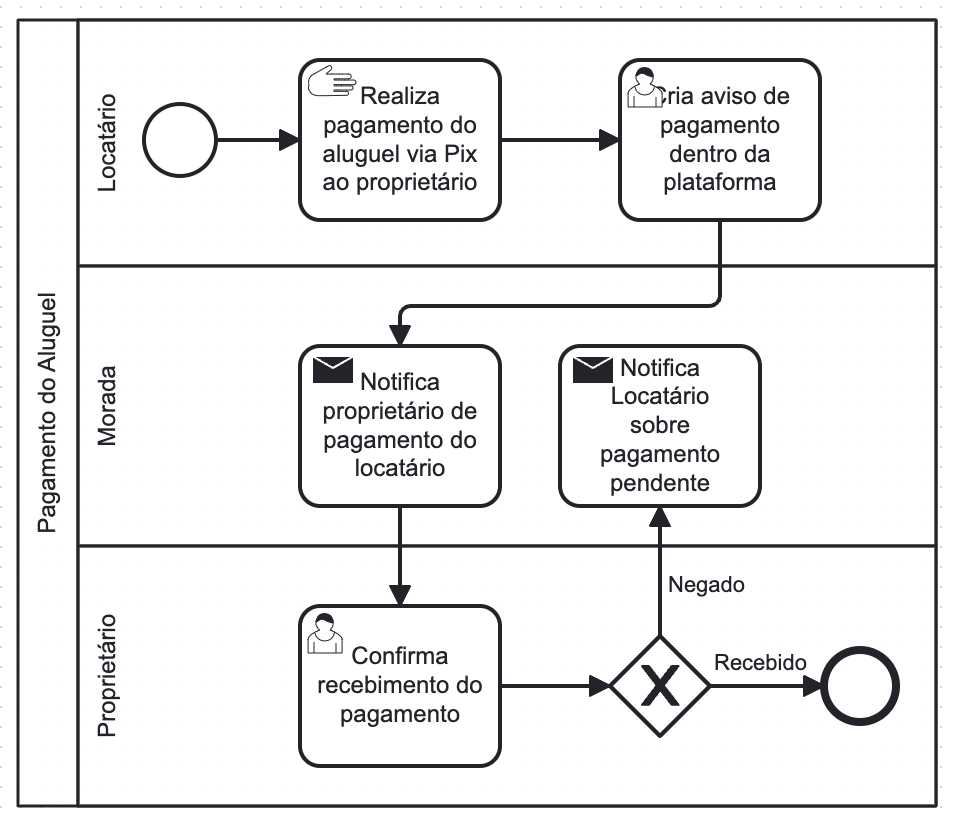 Pagamento do Aluguel
Locatário
Realiza
pagamento do
aluguel via Pix
ao proprietário
Cria aviso de
pagamento
dentro da
plataforma
Morada
Notifica
proprietário de
pagamento do
locatário
Notifica
Locatário
sobre
pagamento
pendente
Proprietário
Confirma
recebimento do
pagamento
Negado
Recebido